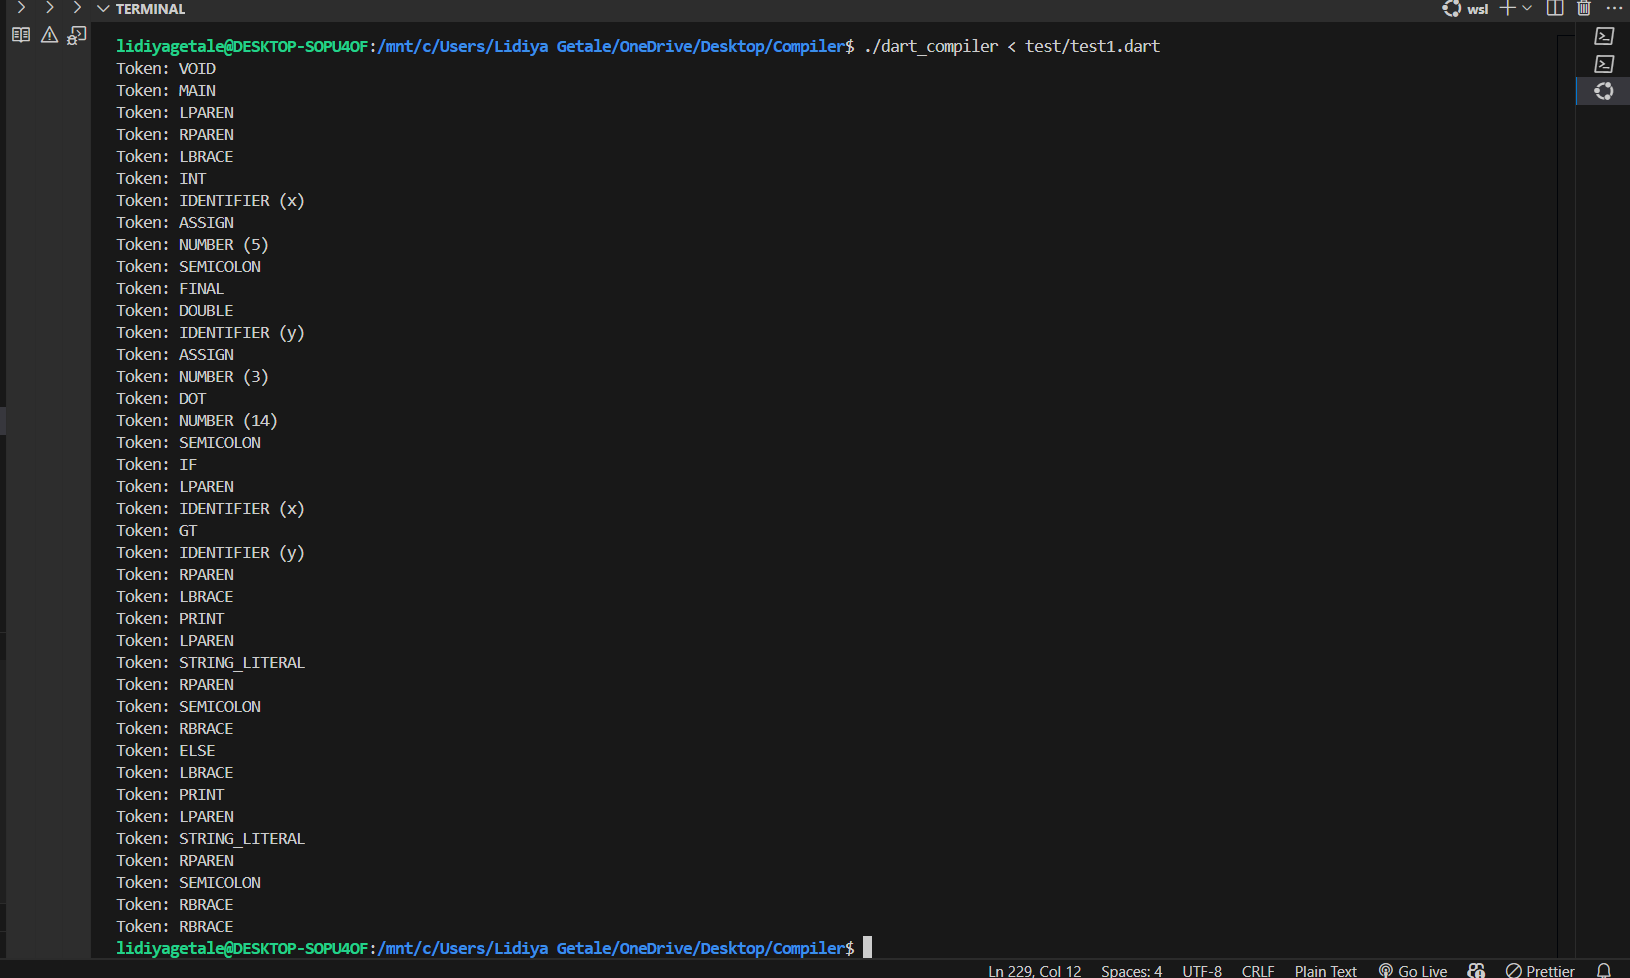 TERMINAL
wsl
lidiyagetale@DESKTOP-SOPU4OF:/mnt/c/Users/Lidiya Getale/OneDrive/Desktop/Compiler$ ./dart_compiler < test/test1.dart
Token: VOID
Token: MAIN
Token: LPAREN
Token: RPAREN
Token: LBRACE
Token: INT
Token: IDENTIFIER (x)
Token: ASSIGN
Token: NUMBER (5)
Token: SEMICOLON
Token: FINAL
Token: DOUBLE
Token: IDENTIFIER (y)
Token: ASSIGN
Token: NUMBER (3)
Token: DOT
Token: NUMBER (14)
Token: SEMICOLON
Token: IF
Token: LPAREN
Token: IDENTIFIER (x)
Token: GT
Token: IDENTIFIER (y)
Token: RPAREN
Token: LBRACE
Token: PRINT
Token: LPAREN
Token: STRING_LITERAL
Token: RPAREN
Token: SEMICOLON
Token: RBRACE
Token: ELSE
Token: LBRACE
Token: PRINT
Token: LPAREN
Token: STRING_LITERAL
Token: RPAREN
Token: SEMICOLON
Token: RBRACE
Token: RBRACE
lidiyagetale@DESKTOP-SOPU4OF:/mnt/c/Users/Lidiya Getale/OneDrive/Desktop/Compiler$
Ln 229, Col 12 Spaces: 4 UTF-8 CRLF Plain Text Go Live Prettier